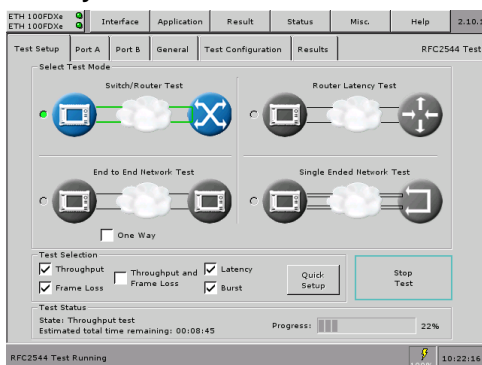 ETH 100FDXe
ETH 100FDXe
Interface Application Result Status Misc. Help 2.10.1
Test Setup Port A Port B General Test Configuration Results RFC2544 Test
Select Test Mode
Switch/Router Test
Router Latency Test
End to End Network Test
Single Ended Network Test
One Way
Test Selection
Throughput
Throughput and
Frame Loss
Latency
Frame Loss
Burst
Quick
Setup
Stop
Test
Test Status
State: Throughput test
Estimated total time remaining: 00:08:45
Progress: 22%
RFC2544 Test Running
100%
10:22:16